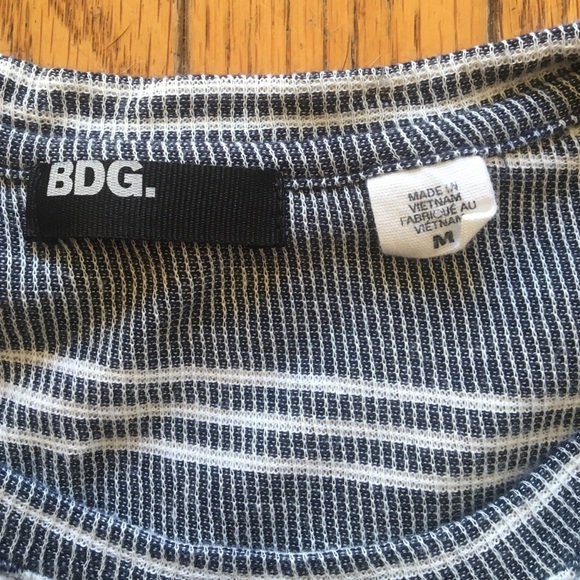 BDG.
MADE IN
VIETNAM
FABRIQUÉ AU
VIETNAM
M